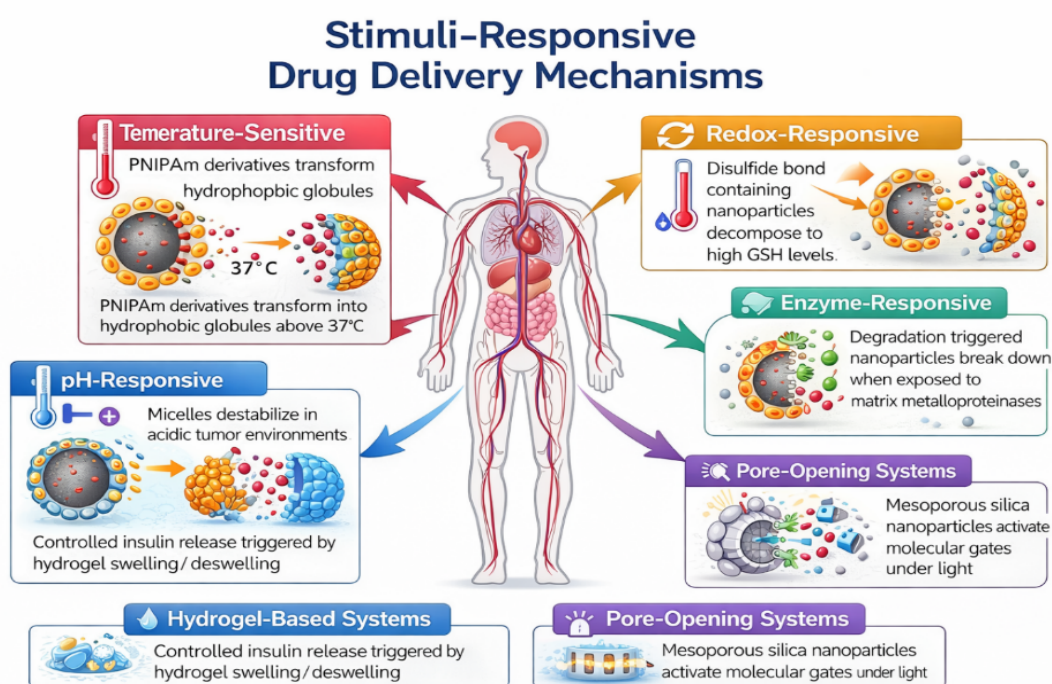 Stimuli-Responsive
Drug Delivery Mechanisms
Temerature-Sensitive
PNIPAm derivatives transform
hydrophopbic globules
37°C
PNIPAm derivatives transform into
hydrophobic globules above 37°C
Redox-Responsive
Disulfide bond
containing
nanoparticles
decompose to
high GSH levels.
Enzyme-Responsive
Degradation triggered
nanoparticles break down
when exposed to
matrix metalloproteinases
pH-Responsive
Micelles destabilize in
acidic tumor environments
Controlled insulin release triggered by
hydrogel swelling/deswelling
Pore-Opening Systems
Mesoporous silica
nanoparticles activate
molecular gates
under light
Hydrogel-Based Systems
Controlled insulin release triggered by
hydrogel swelling/deswelling
Pore-Opening Systems
Mesoporous silica nanoparticles
activate molecular gates under light